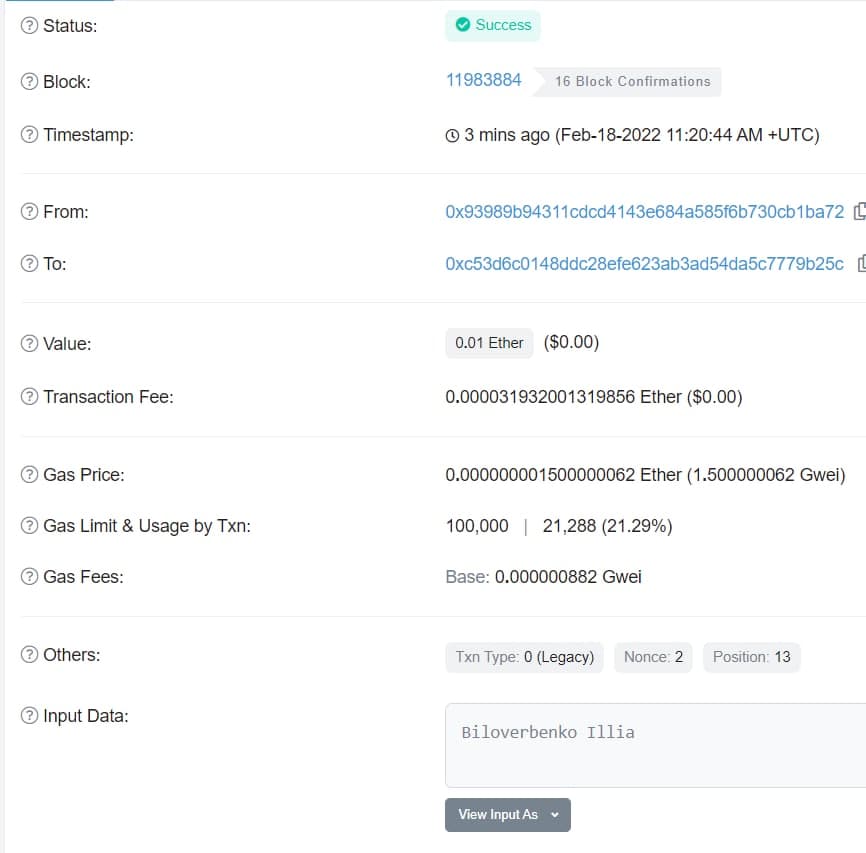 Status: Success
Block: 11983884 16 Block Confirmations
Timestamp: 3 mins ago (Feb-18-2022 11:20:44 AM +UTC)
From: 0x93989b94311cdcd4143e684a585f6b730cb1ba72
To: 0xc53d6c0148ddc28efe623ab3ad54da5c7779b25c
Value: 0.01 Ether ($0.00)
Transaction Fee: 0.000031932001319856 Ether ($0.00)
Gas Price: 0.000000001500000062 Ether (1.500000062 Gwei)
Gas Limit & Usage by Txn: 100,000 | 21,288 (21.29%)
Gas Fees: Base: 0.000000882 Gwei
Others: Txn Type: 0 (Legacy) Nonce: 2 Position: 13
Input Data: Biloverbenko Illia
View Input As